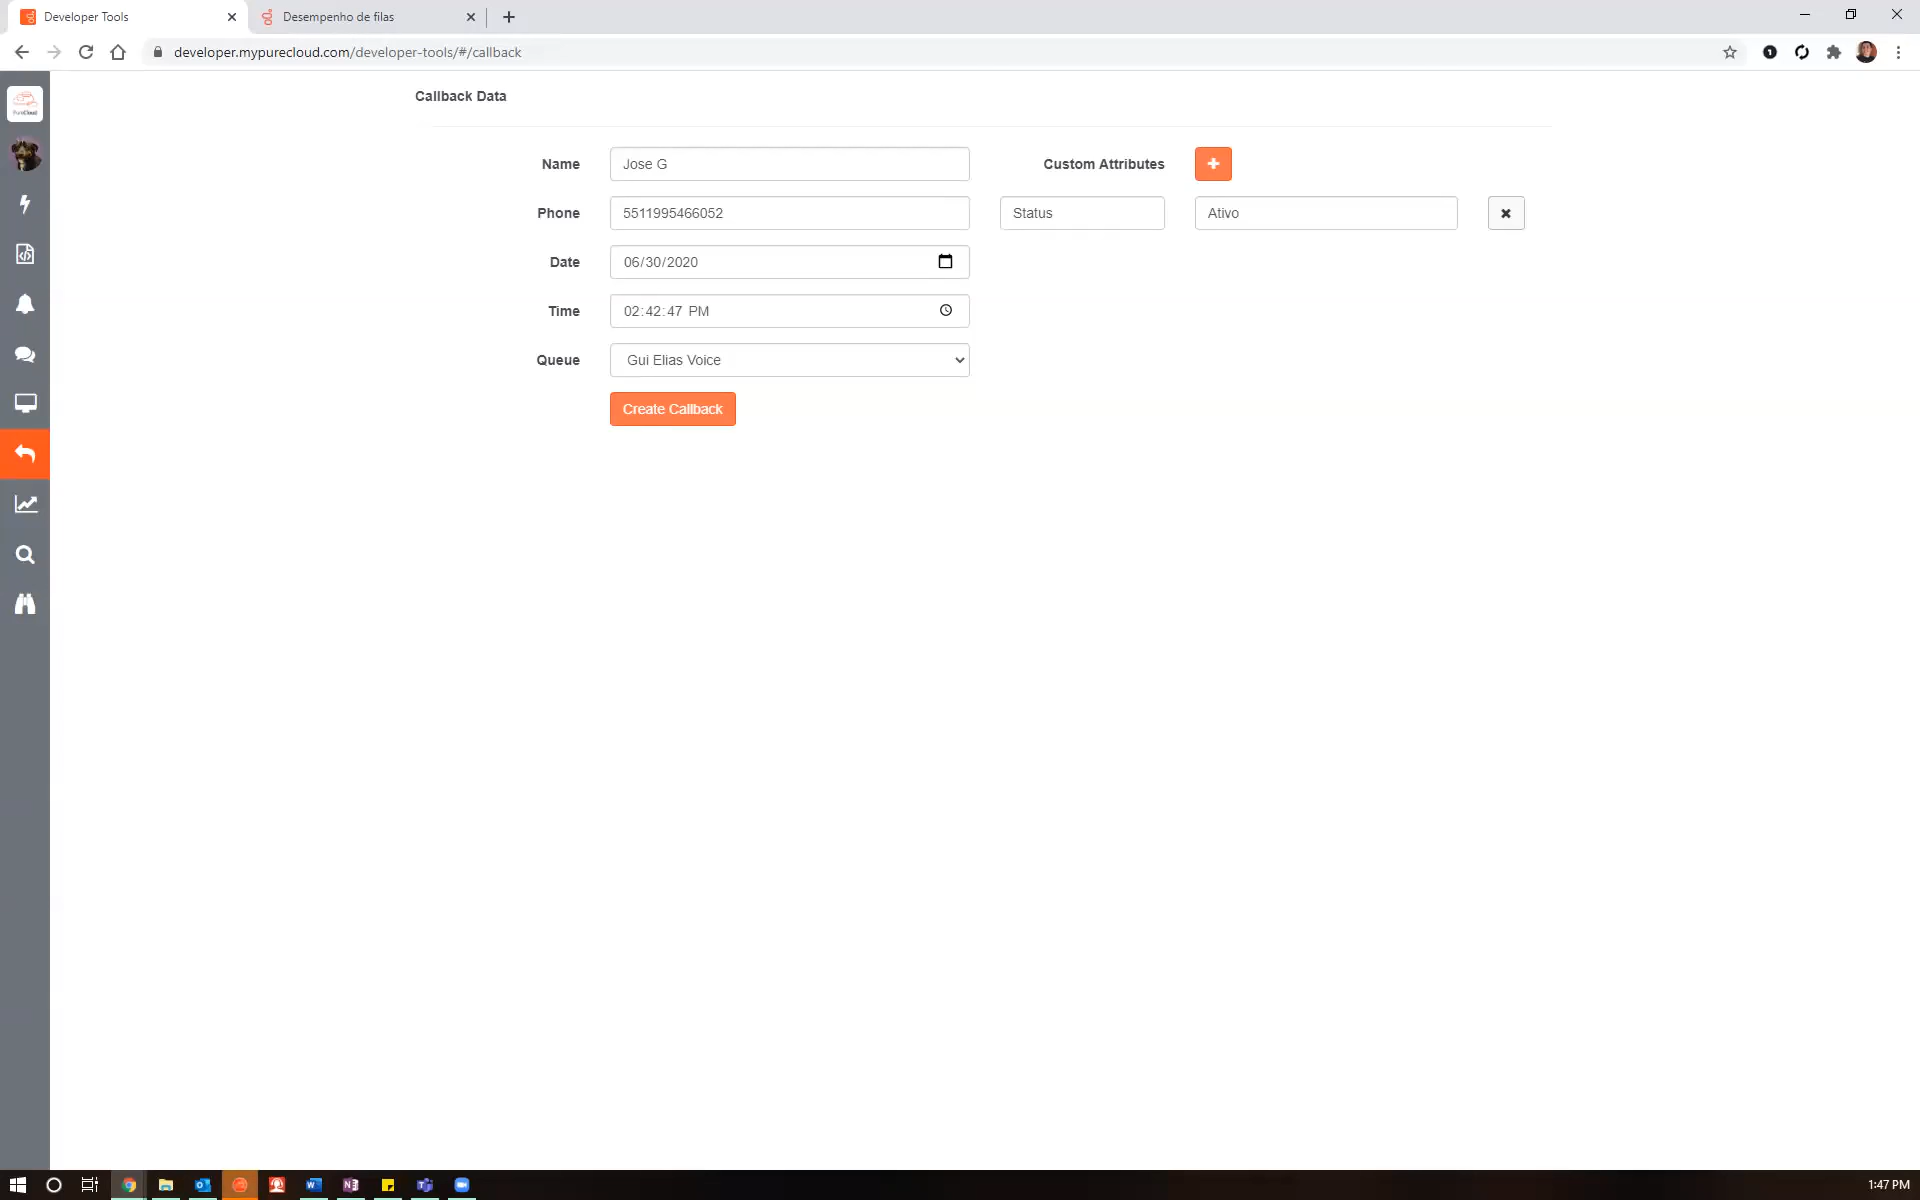 Developer Tools
Desempenho de filas
developer.mypurecloud.com/developer-tools/#/callback
Callback Data
Name
Jose G
Custom Attributes
Phone
5511995466052
Status
Ativo
Date
06/30/2020
Time
02:42:47 PM
Queue
Gui Elias Voice
Create Callback
1:47 PM